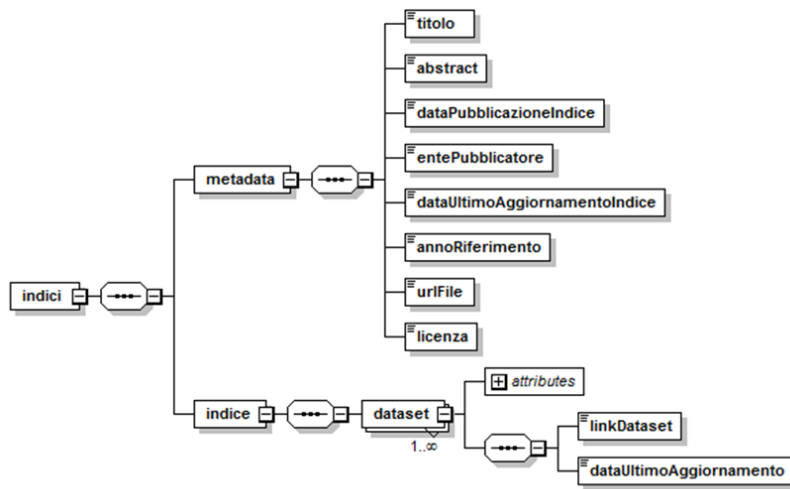 titolo
abstract
dataPubblicazioneIndice
entePubblicatore
metadata
dataUltimoAggiornamentoIndice
annoRiferimento
indici
urlFile
licenza
attributes
indice
dataset
linkDataset
1..∞
dataUltimoAggiornamento